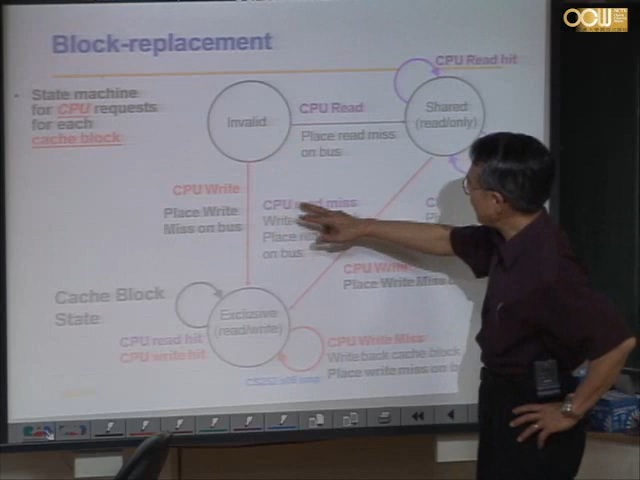 OCW
Block-replacement
State machine
for CPU requests
for each
cache block
Invalid
CPU Read
Place read miss
on bus
CPU Read hit
Shared
(read/only)
CPU Write
Place Write
Miss on bus
CPU read miss
on bus
CPU
Place Write Miss
Cache Block
State
Exclusive
(read/write)
CPU read hit
CPU write hit
CPU Write Miss
Write back cache block
Place write miss on